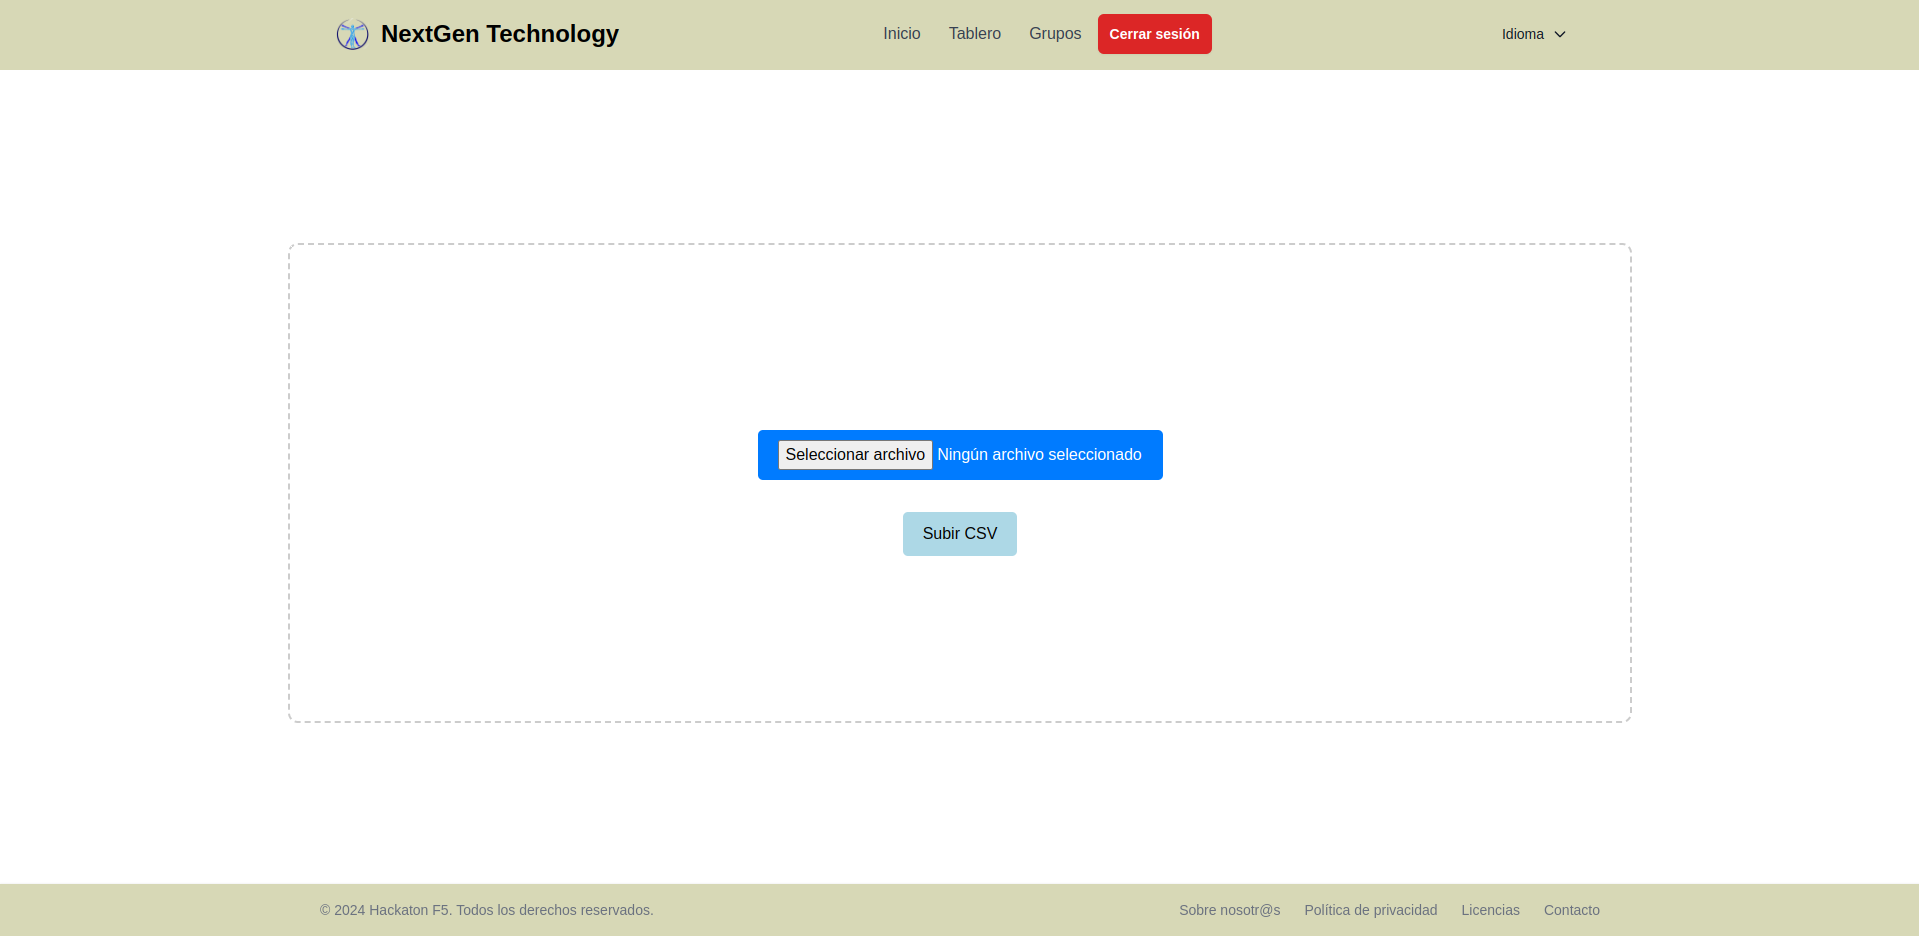 NextGen Technology Inicio Tablero Grupos Cerrar sesión Idioma
Seleccionar archivo Ningún archivo seleccionado
Subir CSV
© 2024 Hackaton F5. Todos los derechos reservados. Sobre nosotr@s Política de privacidad Licencias Contacto